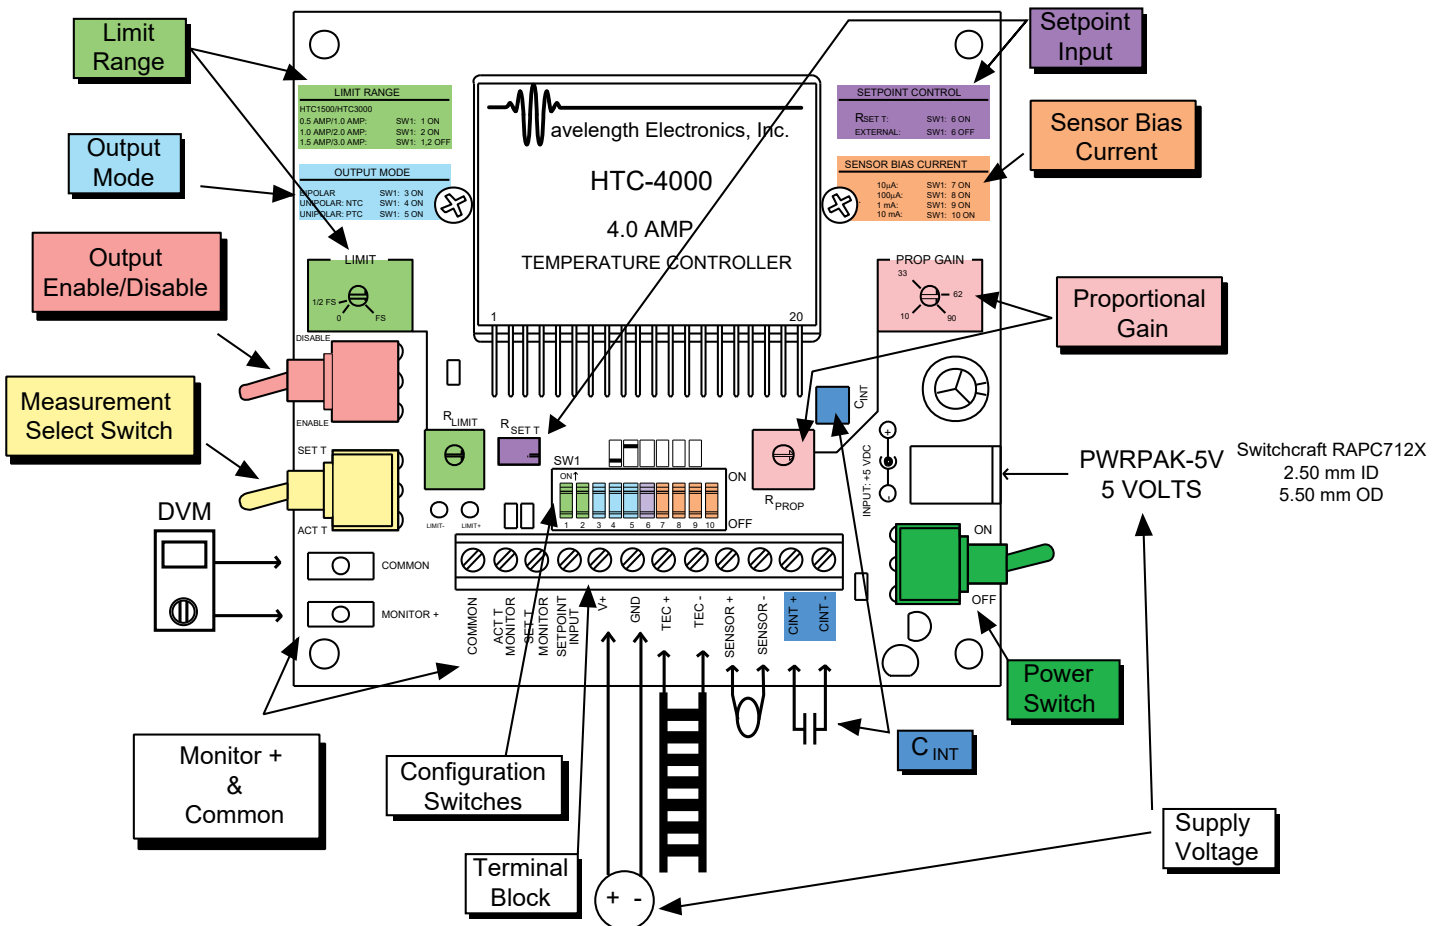 Limit
Range
Output
Mode
Output
Enable/Disable
Measurement
Select Switch
DVM
Monitor +
&
Common
Configuration
Switches
Terminal
Block
Setpoint
Input
Sensor Bias
Current
Proportional
Gain
PWRPAK-5V
5 VOLTS
Switchcraft RAPC712X
2.50 mm ID
5.50 mm OD
Power
Switch
C INT
Supply
Voltage
LIMIT RANGE
HTC1500/HTC3000
0.5 AMP/1.0 AMP: SW1: 1 ON
1.0 AMP/2.0 AMP: SW1: 2 ON
1.5 AMP/3.0 AMP: SW1: 1,2 OFF
OUTPUT MODE
BIPOLAR SW1: 3 ON
UNIPOLAR: NTC SW1: 4 ON
UNIPOLAR: PTC SW1: 5 ON
avelength Electronics, Inc.
HTC-4000
4.0 AMP
TEMPERATURE CONTROLLER
1 20
SETPOINT CONTROL
RSET T: SW1: 6 ON
EXTERNAL: SW1: 6 OFF
SENSOR BIAS CURRENT
10µA: SW1: 7 ON
100µA: SW1: 8 ON
1 mA: SW1: 9 ON
10 mA: SW1: 10 ON
LIMIT
1/2 FS
0 FS
PROP GAIN
33
62
10 90
DISABLE
ENABLE
SET T
ACT T
COMMON
MONITOR +
RLIMIT
RSET T
LIMIT- LIMIT+
SW1
ON↑
ON
1 2 3 4 5 6 7 8 9 10
OFF
R PROP
CINT
INPUT: +5 VDC
+
-
ON
OFF
COMMON
ACT T
MONITOR
SET T
MONITOR
SETPOINT
INPUT
V+
GND
TEC +
TEC -
SENSOR +
SENSOR -
CINT +
CINT -
+ -